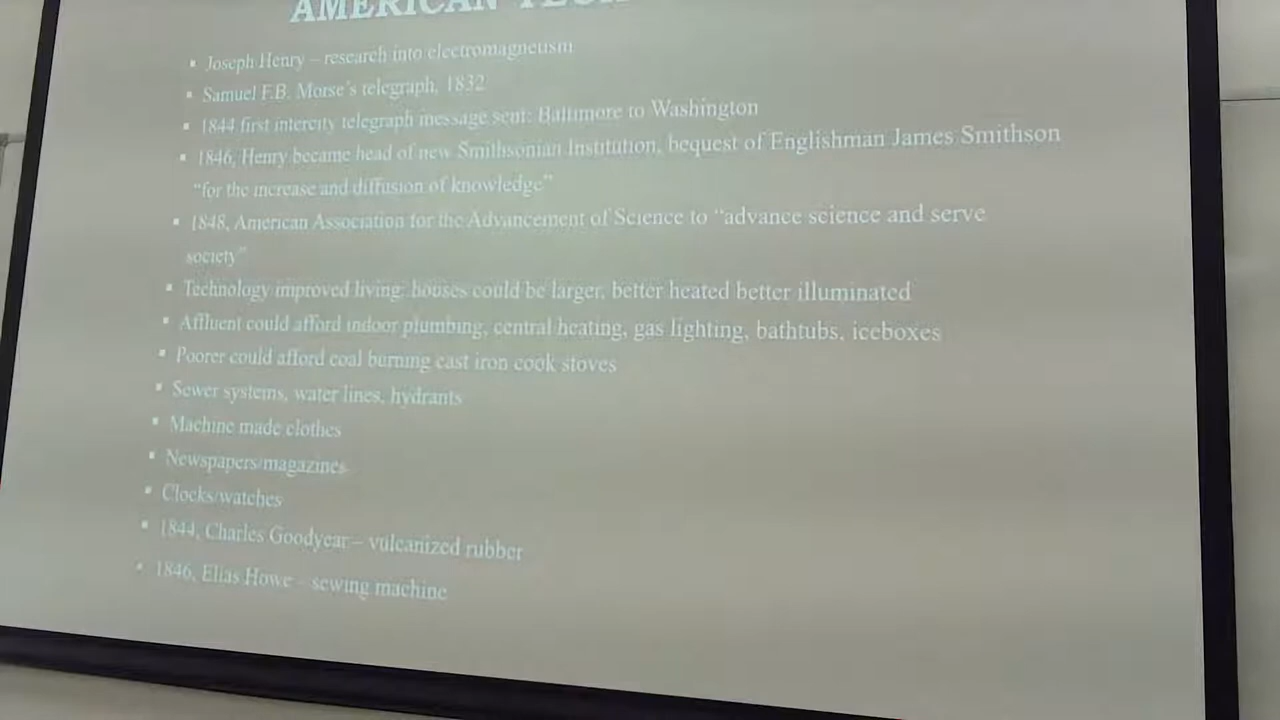 AMERICAN
▪ Joseph Henry – research into electromagnetism
▪ Samuel F.B. Morse's telegraph, 1832
▪ 1844 first intercity telegraph message sent: Baltimore to Washington
▪ 1846, Henry became head of new Smithsonian Institution, bequest of Englishman James Smithson
"for the increase and diffusion of knowledge"
▪ 1848, American Association for the Advancement of Science to "advance science and serve
society"
▪ Technology improved living: houses could be larger, better heated better illuminated
▪ Affluent could afford indoor plumbing, central heating, gas lighting, bathtubs, iceboxes
▪ Poorer could afford coal burning cast iron cook stoves
▪ Sewer systems, water lines, hydrants
▪ Machine made clothes
▪ Newspapers/magazines
▪ Clocks/watches
▪ 1844, Charles Goodyear – vulcanized rubber
▪ 1846, Elias Howe – sewing machine